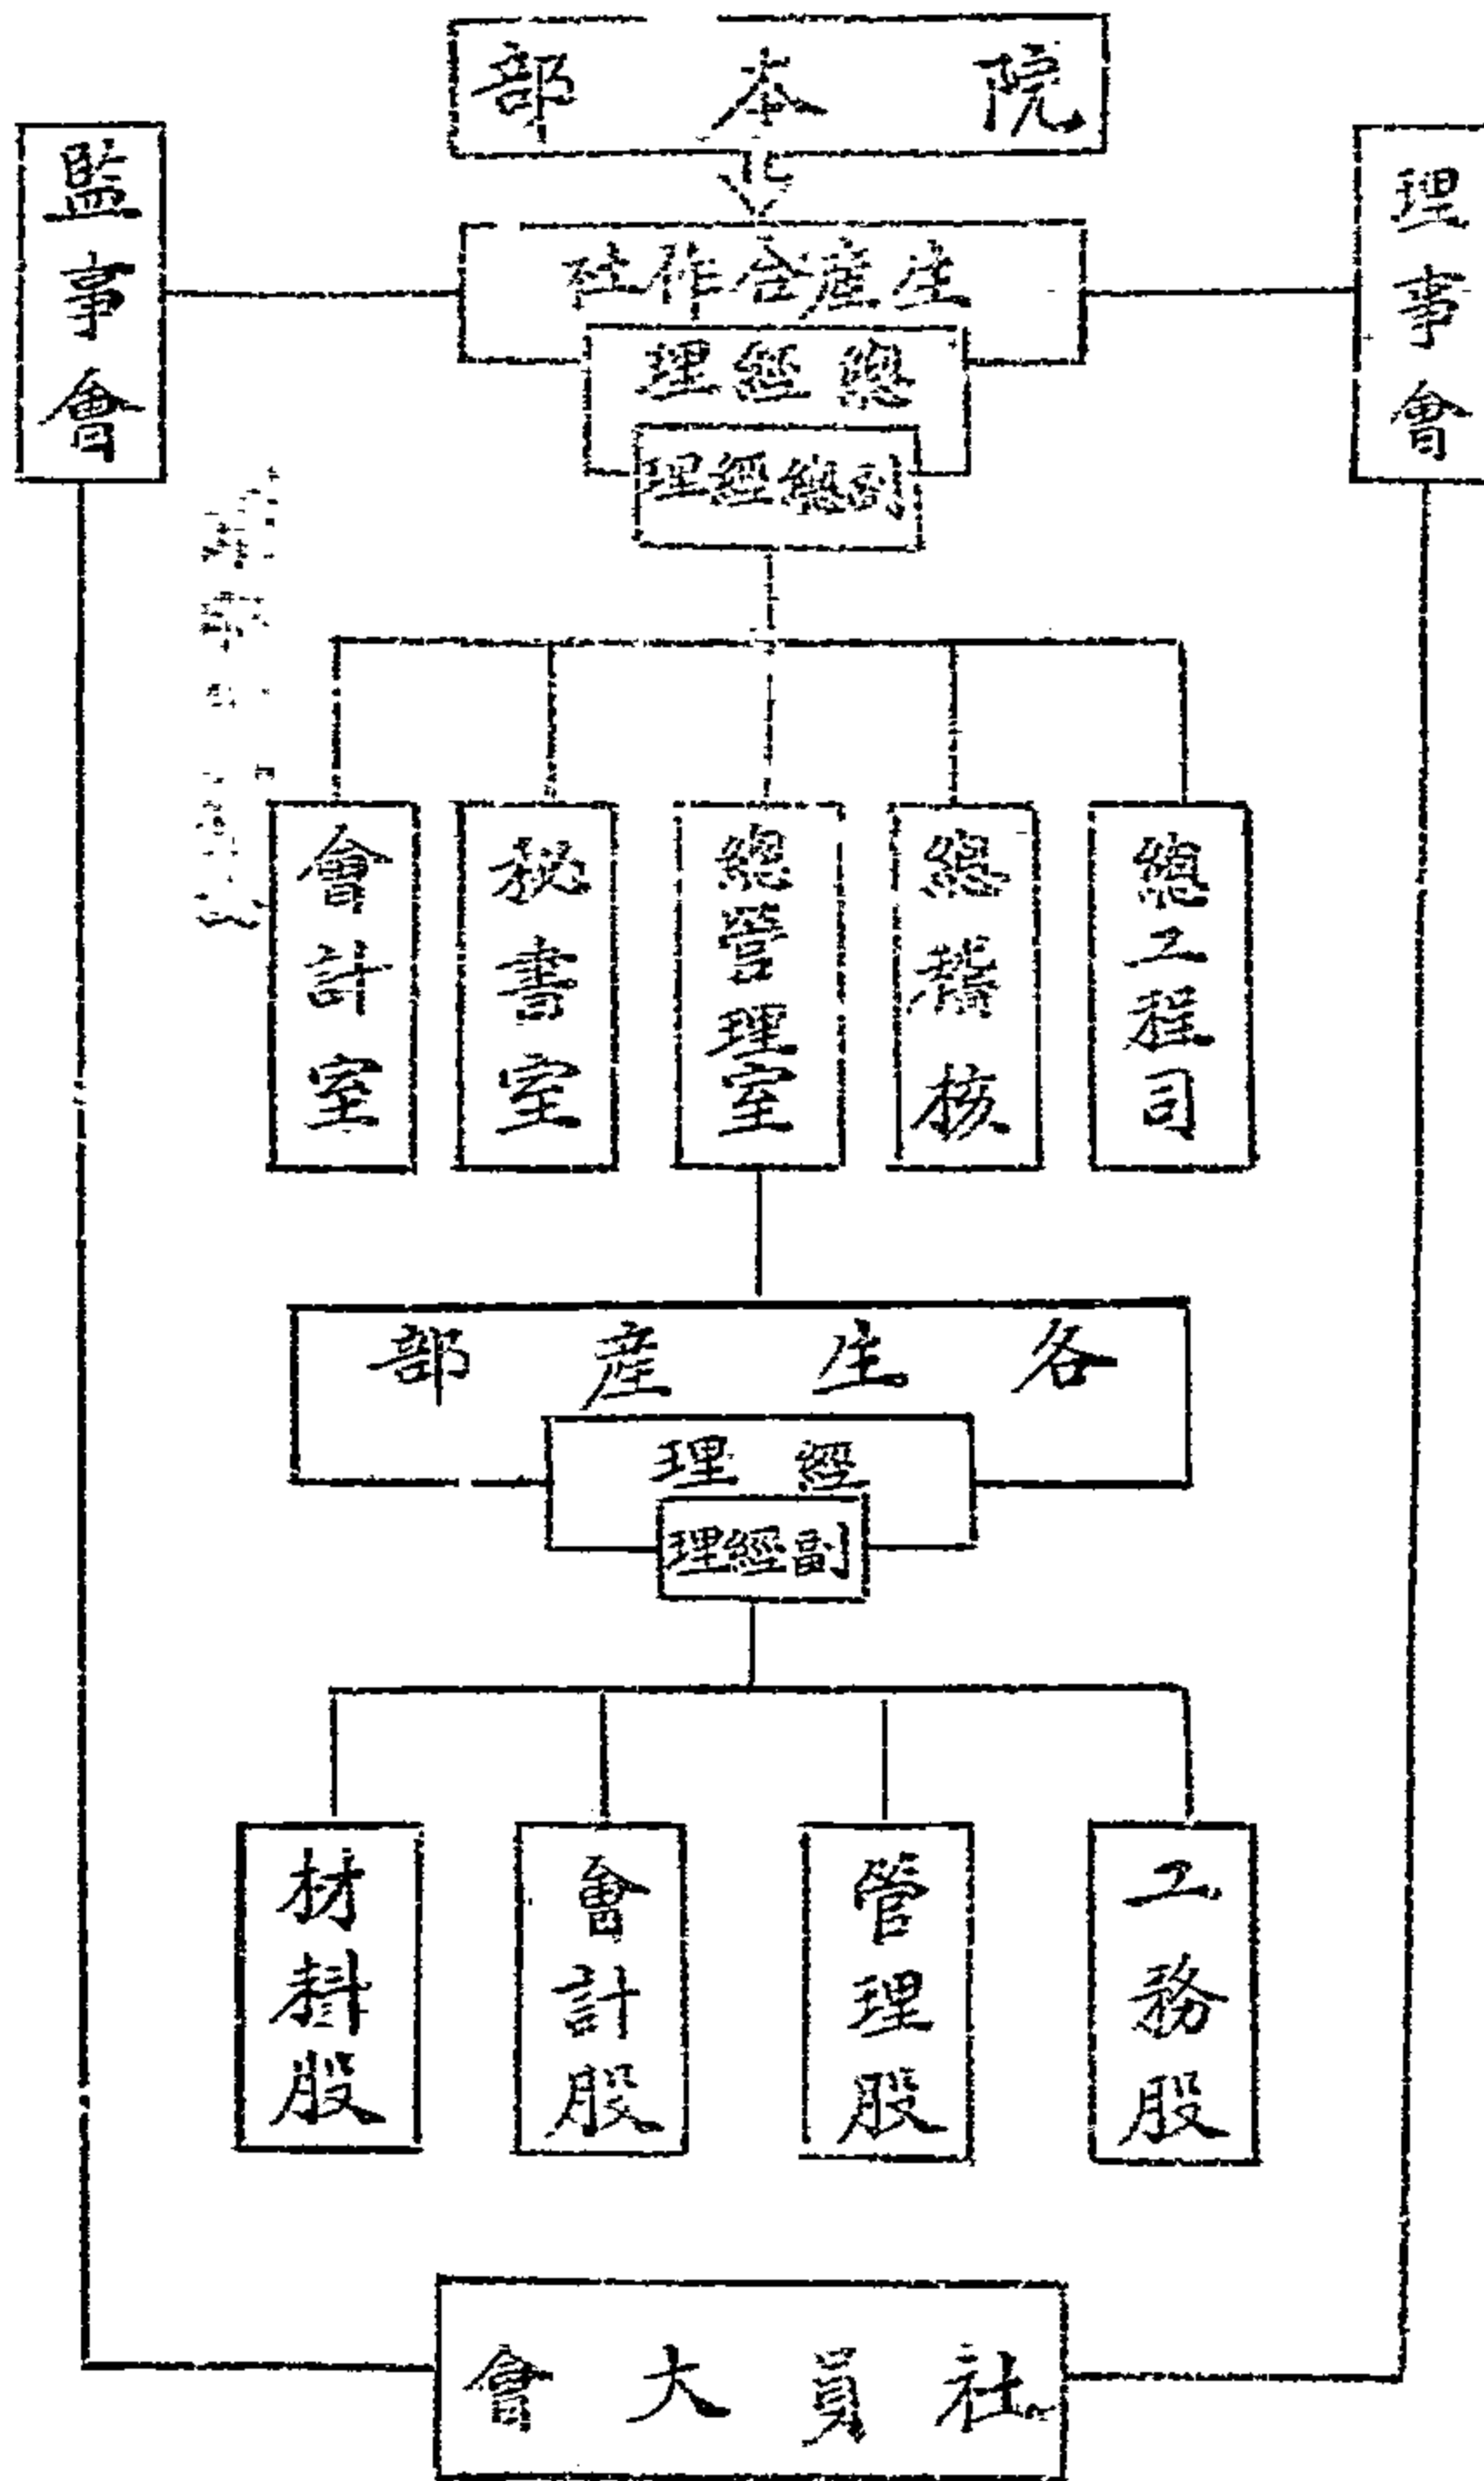 院本部
理事會
監事會
生產合作社
總經理
副總經理
總工程司
總稽核
總管理室
秘書室
會計室
各生產部
經理
副經理
工務股
管理股
會計股
材料股
社員大會